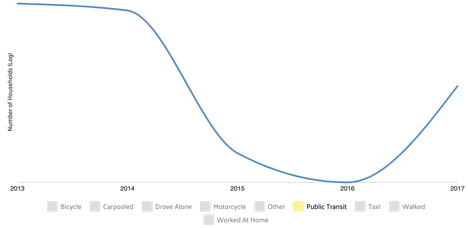 Number of Households (Log)
2013 2014 2015 2016 2017
Bicycle Carpooled Drove Alone Motorcycle Other Public Transit Taxi Walked
Worked At Home